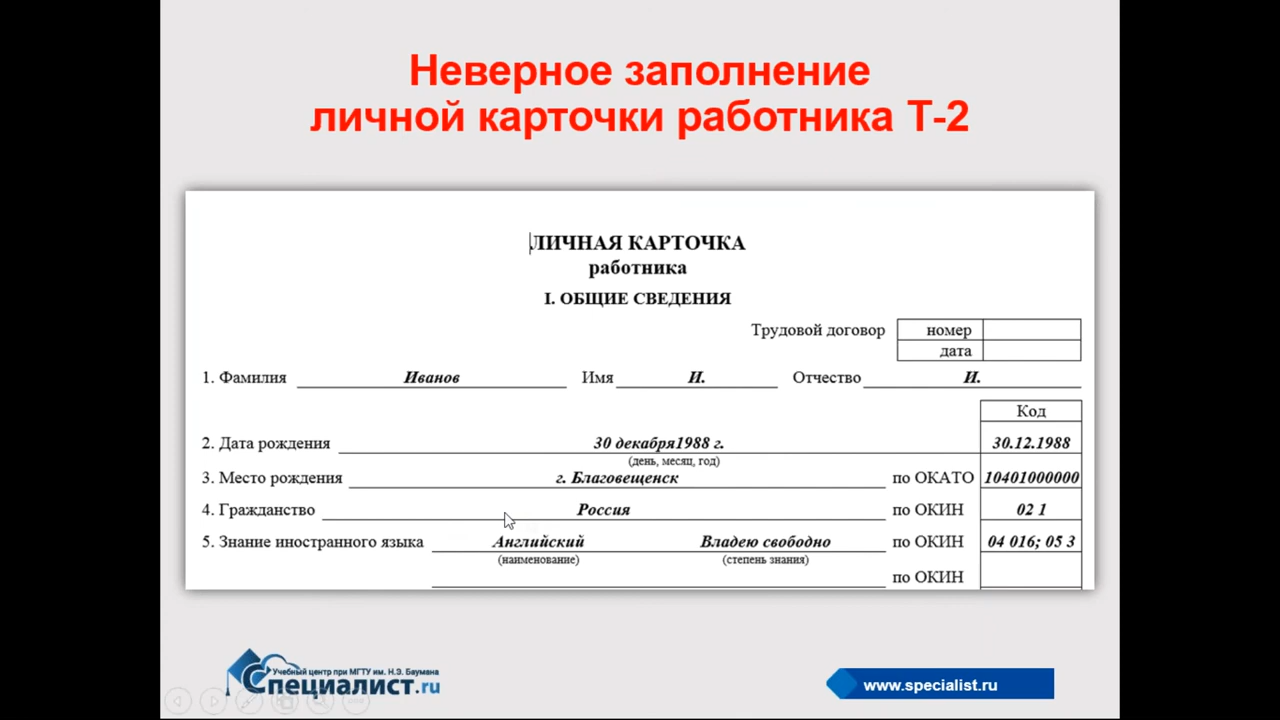 Неверное заполнение
личной карточки работника Т-2
ЛИЧНАЯ КАРТОЧКА
работника
I. ОБЩИЕ СВЕДЕНИЯ
Трудовой договор номер
дата
1. Фамилия Иванов Имя И. Отчество И.
Код
2. Дата рождения 30 декабря1988 г. 30.12.1988
(день, месяц, год)
3. Место рождения г. Благовещенск по ОКАТО 10401000000
4. Гражданство Россия по ОКИН 02 1
5. Знание иностранного языка Английский Владею свободно по ОКИН 04 016; 05 3
(наименование) (степень знания)
по ОКИН
Учебный центр при МГТУ им. Н.Э. Баумана
Специалист.ru
www.specialist.ru